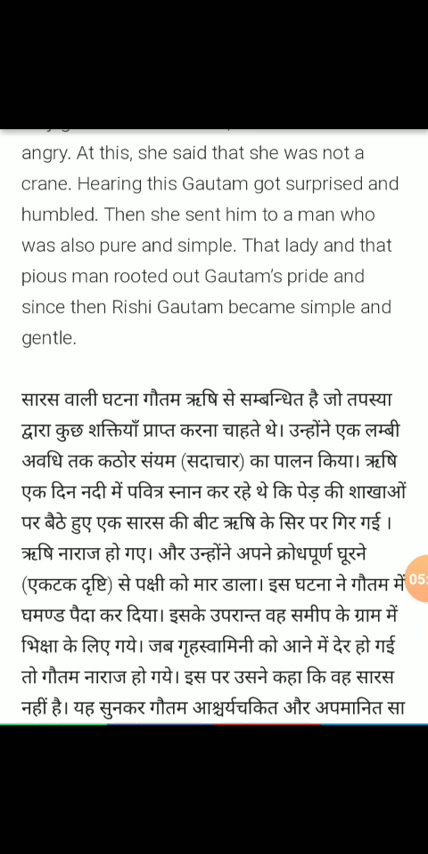 angry. At this, she said that she was not a
crane. Hearing this Gautam got surprised and
humbled. Then she sent him to a man who
was also pure and simple. That lady and that
pious man rooted out Gautam’s pride and
since then Rishi Gautam became simple and
gentle.
सारस वाली घटना गौतम ऋषि से सम्बन्धित है जो तपस्या
द्वारा कुछ शक्तियाँ प्राप्त करना चाहते थे। उन्होंने एक लम्बी
अवधि तक कठोर संयम (सदाचार) का पालन किया। ऋषि
एक दिन नदी में पवित्र स्नान कर रहे थे कि पेड़ की शाखाओं
पर बैठे हुए एक सारस की बीट ऋषि के सिर पर गिर गई ।
ऋषि नाराज हो गए। और उन्होंने अपने क्रोधपूर्ण घूरने
(एकटक दृष्टि) से पक्षी को मार डाला। इस घटना ने गौतम में
05:
घमण्ड पैदा कर दिया। इसके उपरान्त वह समीप के ग्राम में
भिक्षा के लिए गये। जब गृहस्वामिनी को आने में देर हो गई
तो गौतम नाराज हो गये। इस पर उसने कहा कि वह सारस
नहीं है। यह सुनकर गौतम आश्चर्यचकित और अपमानित सा